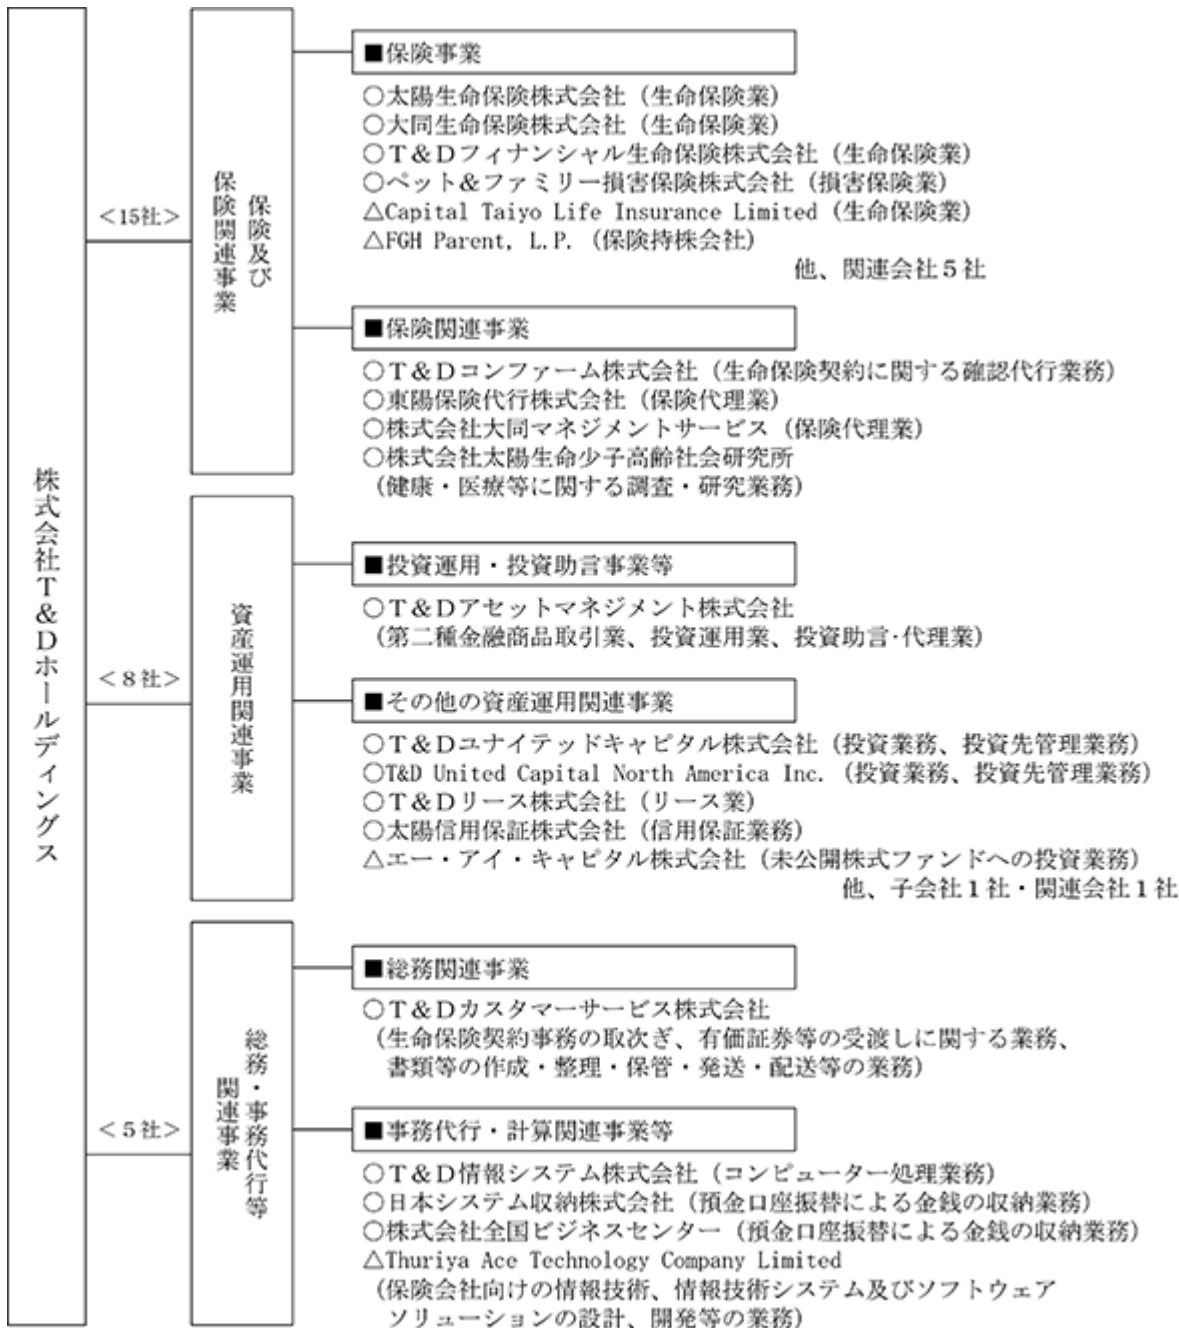 株式会社T＆Dホールディングス
＜15社＞
保険及び
保険関連事業
■保険事業
○太陽生命保険株式会社（生命保険業）
○大同生命保険株式会社（生命保険業）
○T＆Dフィナンシャル生命保険株式会社（生命保険業）
○ペット＆ファミリー損害保険株式会社（損害保険業）
△Capital Taiyo Life Insurance Limited（生命保険業）
△FGH Parent, L.P.（保険持株会社）
他、関連会社５社
■保険関連事業
○T＆Dコンファーム株式会社（生命保険契約に関する確認代行業務）
○東陽保険代行株式会社（保険代理業）
○株式会社大同マネジメントサービス（保険代理業）
○株式会社太陽生命少子高齢社会研究所
（健康・医療等に関する調査・研究業務）
＜８社＞
資産運用関連事業
■投資運用・投資助言事業等
○T＆Dアセットマネジメント株式会社
（第二種金融商品取引業、投資運用業、投資助言･代理業）
■その他の資産運用関連事業
○T＆Dユナイテッドキャピタル株式会社（投資業務、投資先管理業務）
○T&D United Capital North America Inc.（投資業務、投資先管理業務）
○T＆Dリース株式会社（リース業）
○太陽信用保証株式会社（信用保証業務）
△エー・アイ・キャピタル株式会社（未公開株式ファンドへの投資業務）
他、子会社１社・関連会社１社
＜５社＞
総務・事務代行等
関連事業
■総務関連事業
○T＆Dカスタマーサービス株式会社
（生命保険契約事務の取次ぎ、有価証券等の受渡しに関する業務、
書類等の作成・整理・保管・発送・配送等の業務）
■事務代行・計算関連事業等
○T＆D情報システム株式会社（コンピューター処理業務）
○日本システム収納株式会社（預金口座振替による金銭の収納業務）
○株式会社全国ビジネスセンター（預金口座振替による金銭の収納業務）
△Thuriya Ace Technology Company Limited
（保険会社向けの情報技術、情報技術システム及びソフトウェア
ソリューションの設計、開発等の業務）